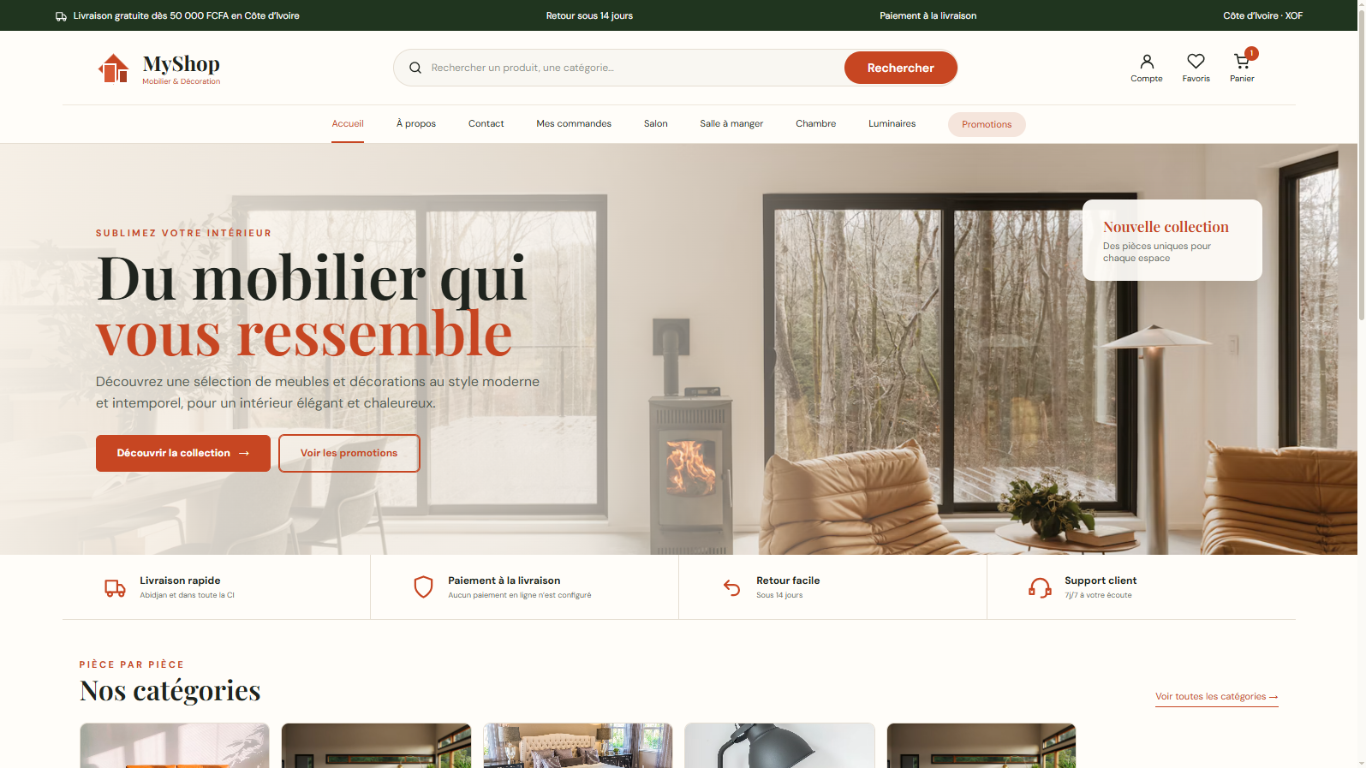 Livraison gratuite dès 50 000 FCFA en Côte d'Ivoire
Retour sous 14 jours
Paiement à la livraison
Côte d'Ivoire · XOF
MyShop
Mobilier & Décoration
Rechercher un produit, une catégorie...
Rechercher
1
Compte
Favoris
Panier
Accueil
À propos
Contact
Mes commandes
Salon
Salle à manger
Chambre
Luminaires
Promotions
SUBLIMEZ VOTRE INTÉRIEUR
Du mobilier qui
vous ressemble
Découvrez une sélection de meubles et décorations au style moderne
et intemporel, pour un intérieur élégant et chaleureux.
Découvrir la collection →
Voir les promotions
Nouvelle collection
Des pièces uniques pour
chaque espace
Livraison rapide
Abidjan et dans toute la CI
Paiement à la livraison
Aucun paiement en ligne n'est configuré
Retour facile
Sous 14 jours
Support client
7j/7 à votre écoute
PIÈCE PAR PIÈCE
Nos catégories
Voir toutes les catégories →